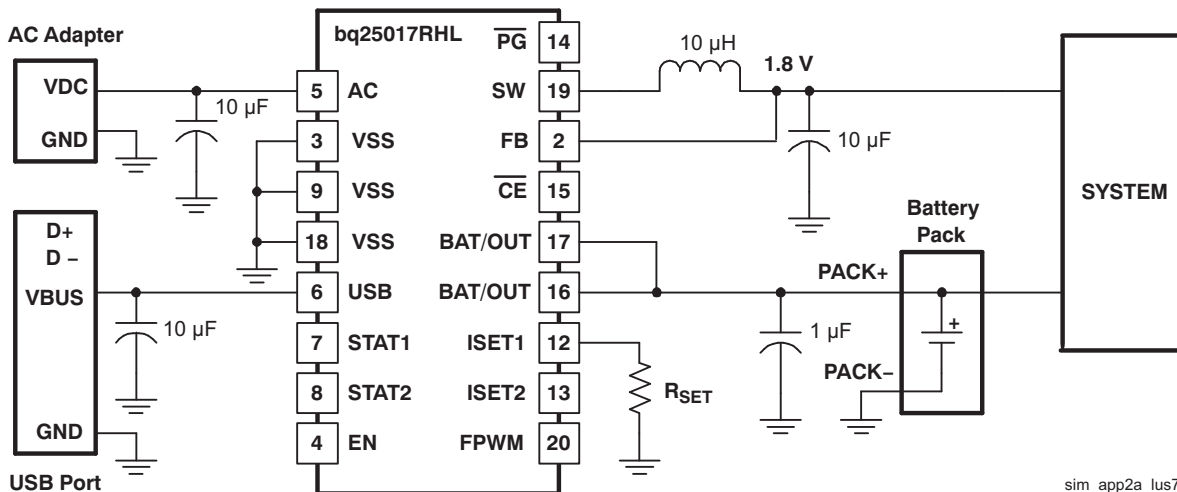 AC Adapter
VDC
GND
10 µF
bq25017RHL
5 AC
3 VSS
9 VSS
18 VSS
6 USB
7 STAT1
8 STAT2
4 EN
PG 14
SW 19
FB 2
CE 15
BAT/OUT 17
BAT/OUT 16
ISET1 12
ISET2 13
FPWM 20
10 µH
1.8 V
10 µF
SYSTEM
D+
D −
VBUS
10 µF
GND
USB Port
Battery
Pack
PACK+
+
PACK−
1 µF
RSET